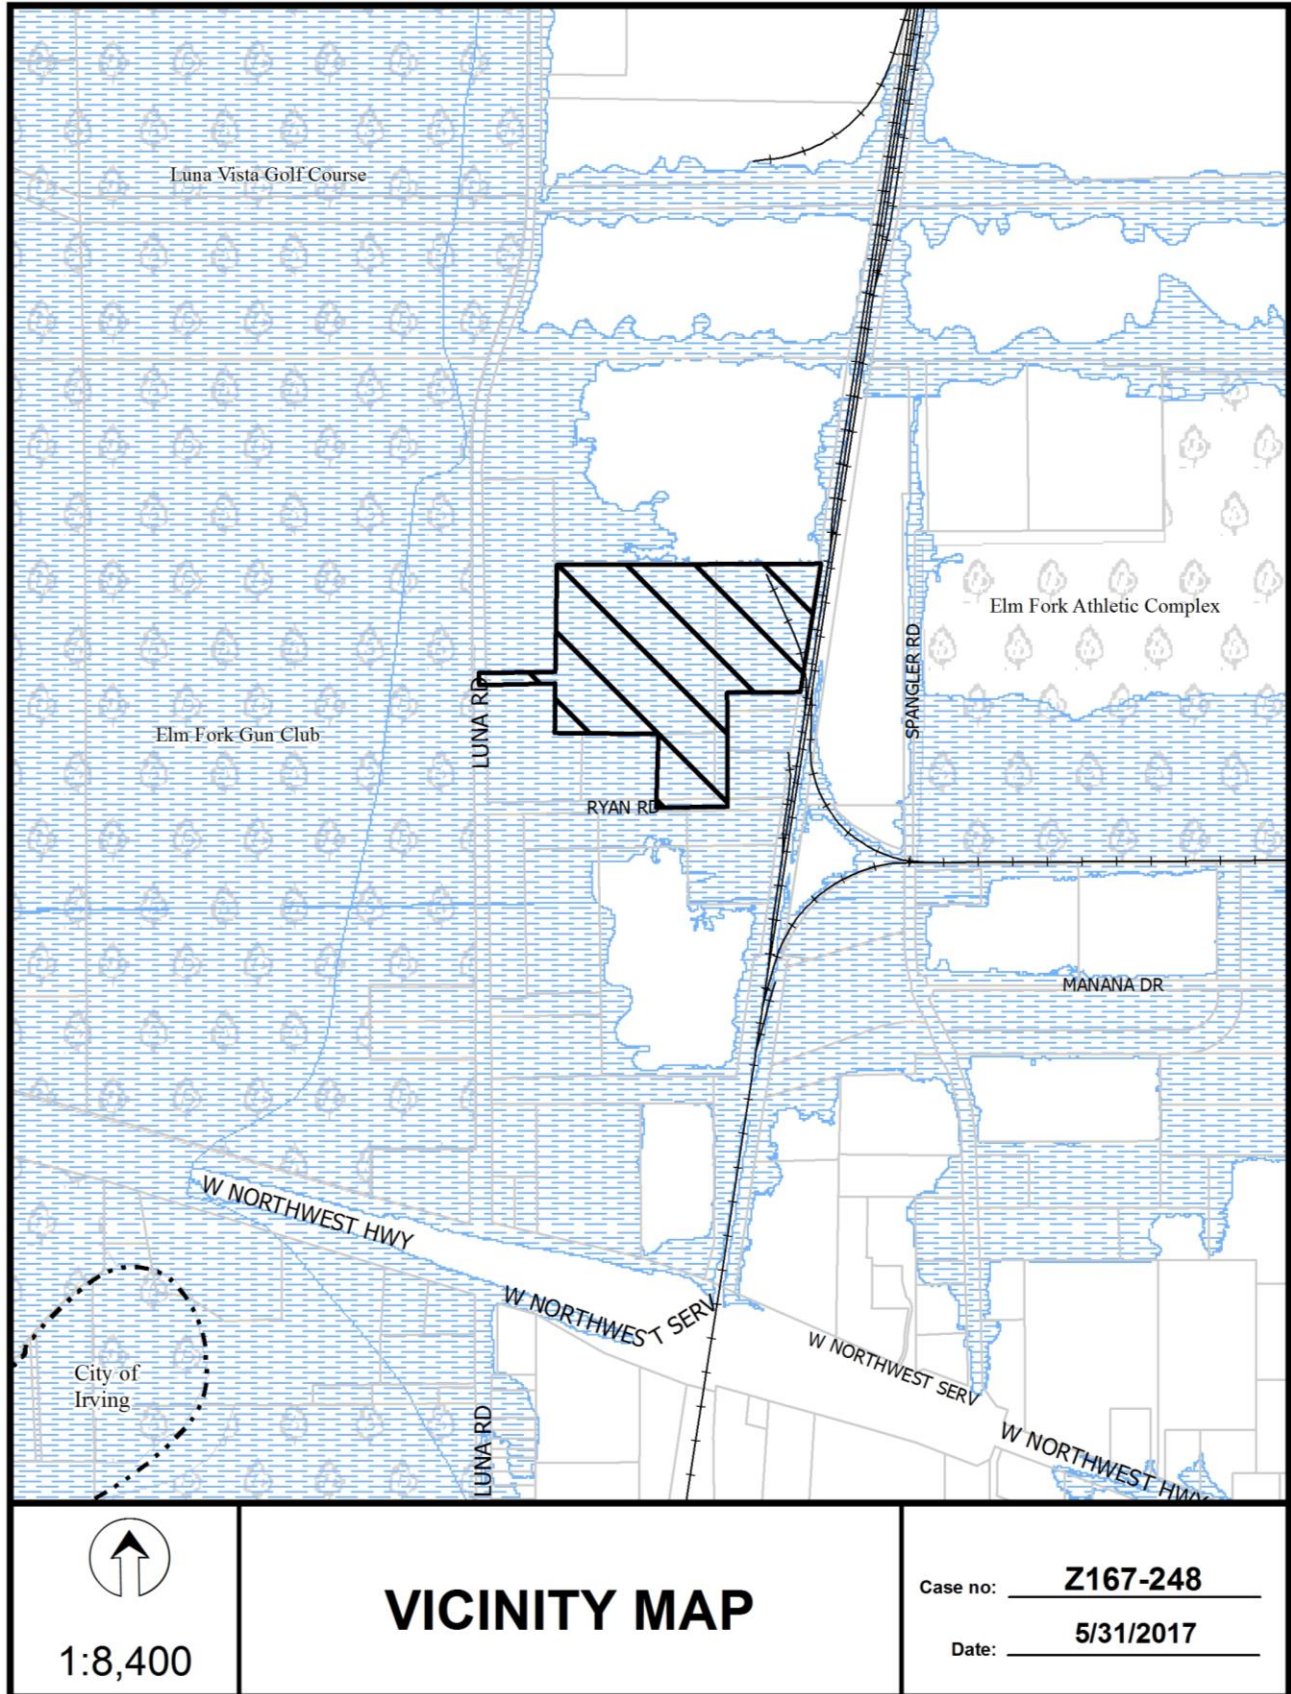 Luna Vista Golf Course
Elm Fork Athletic Complex
SPANGLER RD
LUNA RD
Elm Fork Gun Club
RYAN RD
MANANA DR
W NORTHWEST HWY
W NORTHWEST SERV
W NORTHWEST SERV
City of
Irving
LUNA RD
W NORTHWEST HWY
1:8,400
VICINITY MAP
Case no: Z167-248
Date: 5/31/2017